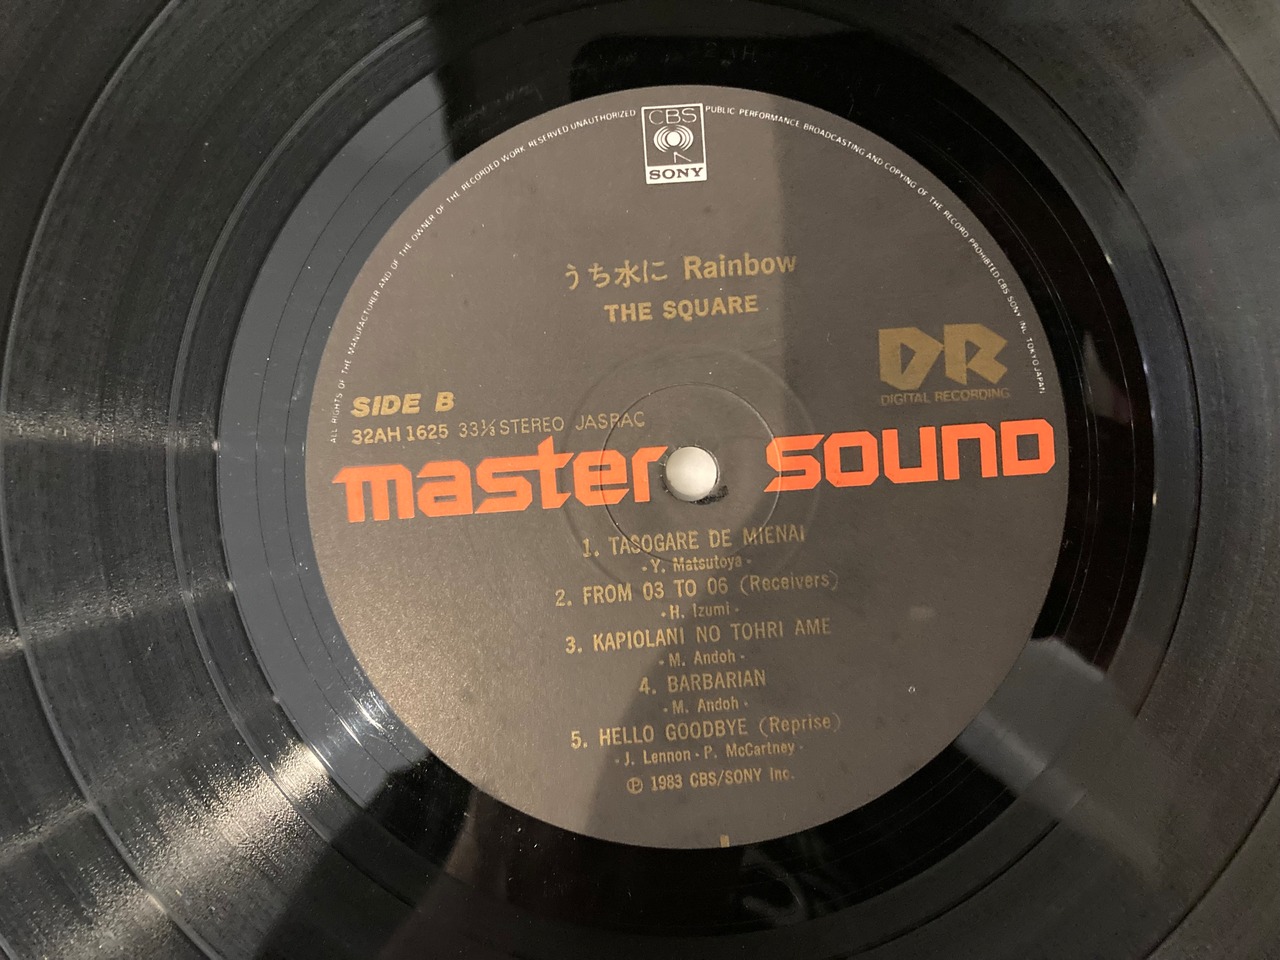 ALL RIGHTS OF THE MANUFACTURER AND OF THE OWNER OF THE RECORDED WORK RESERVED UNAUTHORIZED PUBLIC PERFORMANCE BROADCASTING AND COPYING OF THE RECORD PROHIBITED CBS SONY INC. TOKYO JAPAN
CBS
SONY
うち水に Rainbow
THE SQUARE
DR
DIGITAL RECORDING
SIDE B
32AH 1625 33⅓ STEREO JASRAC
master sound
1. TASOGARE DE MIENAI
- Y. Matsutoya -
2. FROM 03 TO 06 (Receivers)
- H. Izumi -
3. KAPIOLANI NO TOHRI AME
- M. Andoh -
4. BARBARIAN
- M. Andoh -
5. HELLO GOODBYE (Reprise)
- J. Lennon - P. McCartney -
Ⓟ 1983 CBS/SONY Inc.